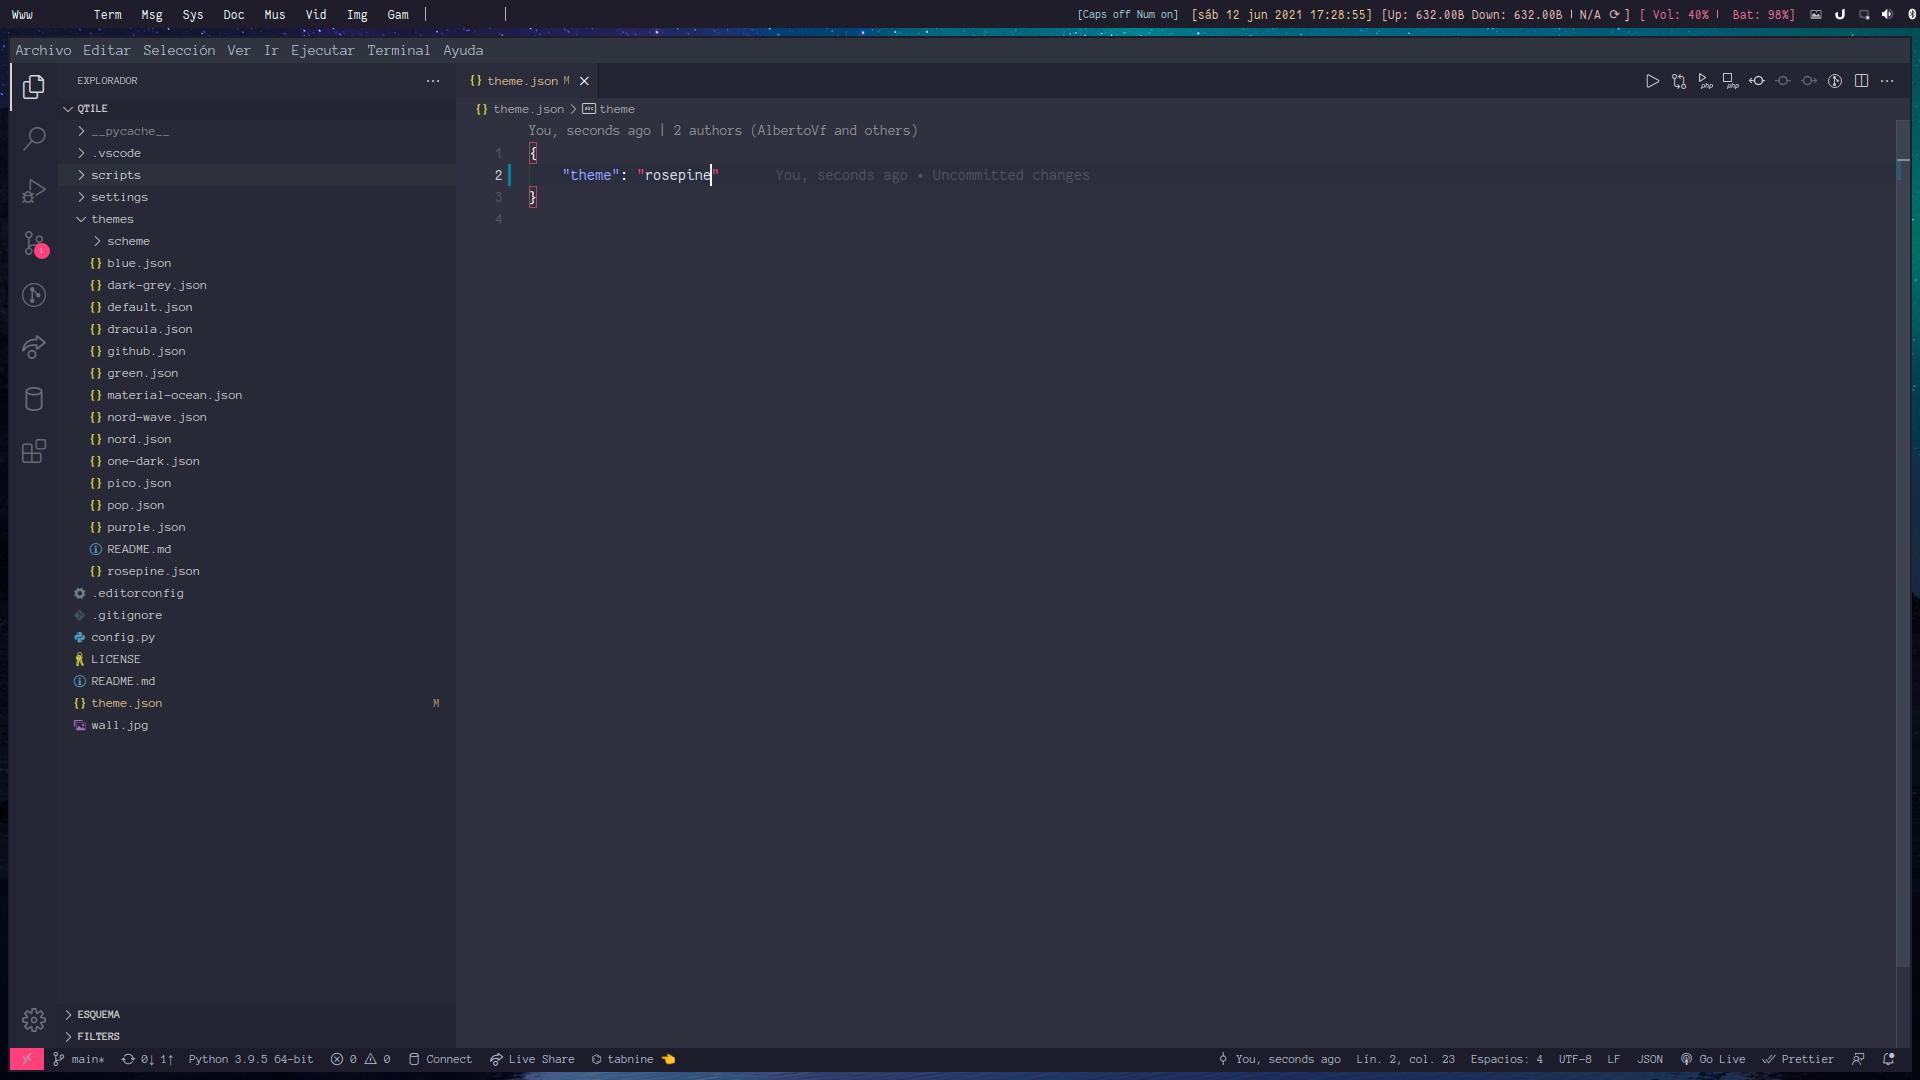 Www Term Msg Sys Doc Mus Vid Img Gam | | [Caps off Num on] [sáb 12 jun 2021 17:28:55] [Up: 632.00B Down: 632.00B | N/A ⟳ ] [ Vol: 40% | Bat: 98%]
Archivo Editar Selección Ver Ir Ejecutar Terminal Ayuda
EXPLORADOR ···
QTILE
__pycache__
.vscode
scripts
settings
themes
scheme
{} blue.json
{} dark-grey.json
{} default.json
{} dracula.json
{} github.json
{} green.json
{} material-ocean.json
{} nord-wave.json
{} nord.json
{} one-dark.json
{} pico.json
{} pop.json
{} purple.json
README.md
{} rosepine.json
.editorconfig
.gitignore
config.py
LICENSE
README.md
{} theme.json M
wall.jpg
ESQUEMA
FILTERS
{} theme.json M
php php
{} theme.json > abc theme
You, seconds ago | 2 authors (AlbertoVf and others)
1 {
2 "theme": "rosepine" You, seconds ago • Uncommitted changes
3 }
4
1
main* 0↓ 1↑ Python 3.9.5 64-bit 0 0 Connect Live Share tabnine 👈 You, seconds ago Lín. 2, col. 23 Espacios: 4 UTF-8 LF JSON Go Live Prettier